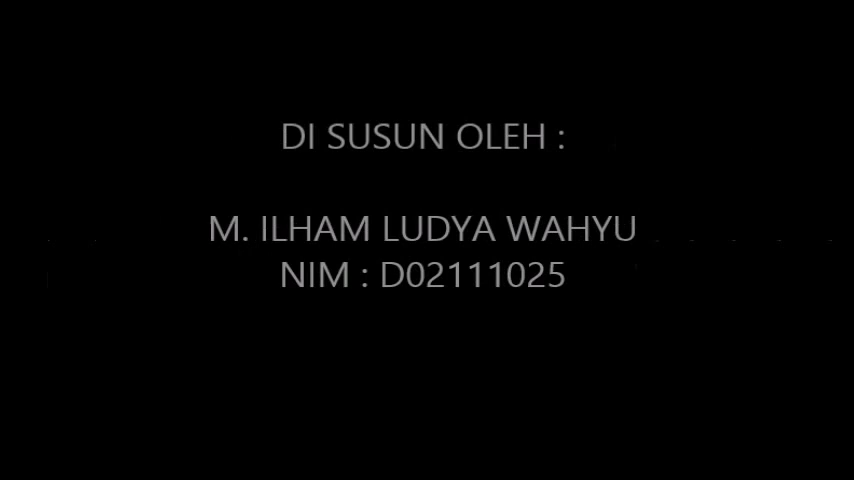 DI SUSUN OLEH :
M. ILHAM LUDYA WAHYU
NIM : D02111025